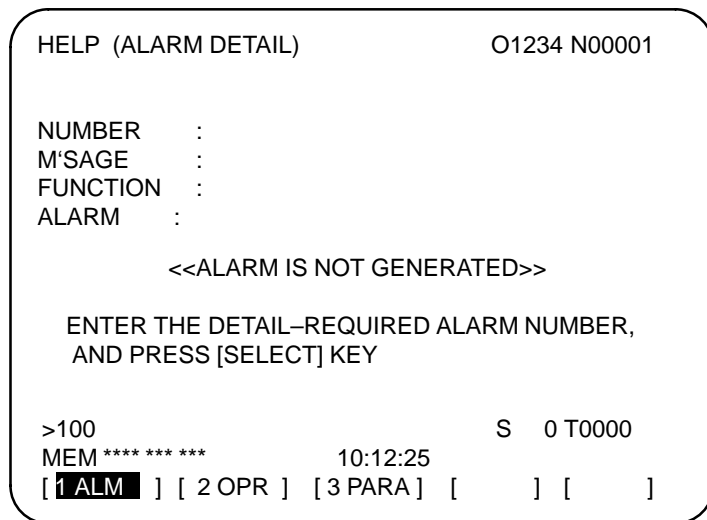 HELP (ALARM DETAIL) O1234 N00001
NUMBER :
M‘SAGE :
FUNCTION :
ALARM :
<<ALARM IS NOT GENERATED>>
ENTER THE DETAIL–REQUIRED ALARM NUMBER,
AND PRESS [SELECT] KEY
>100 S 0 T0000
MEM **** *** *** 10:12:25
[ 1 ALM ] [ 2 OPR ] [ 3 PARA ] [ ] [ ]